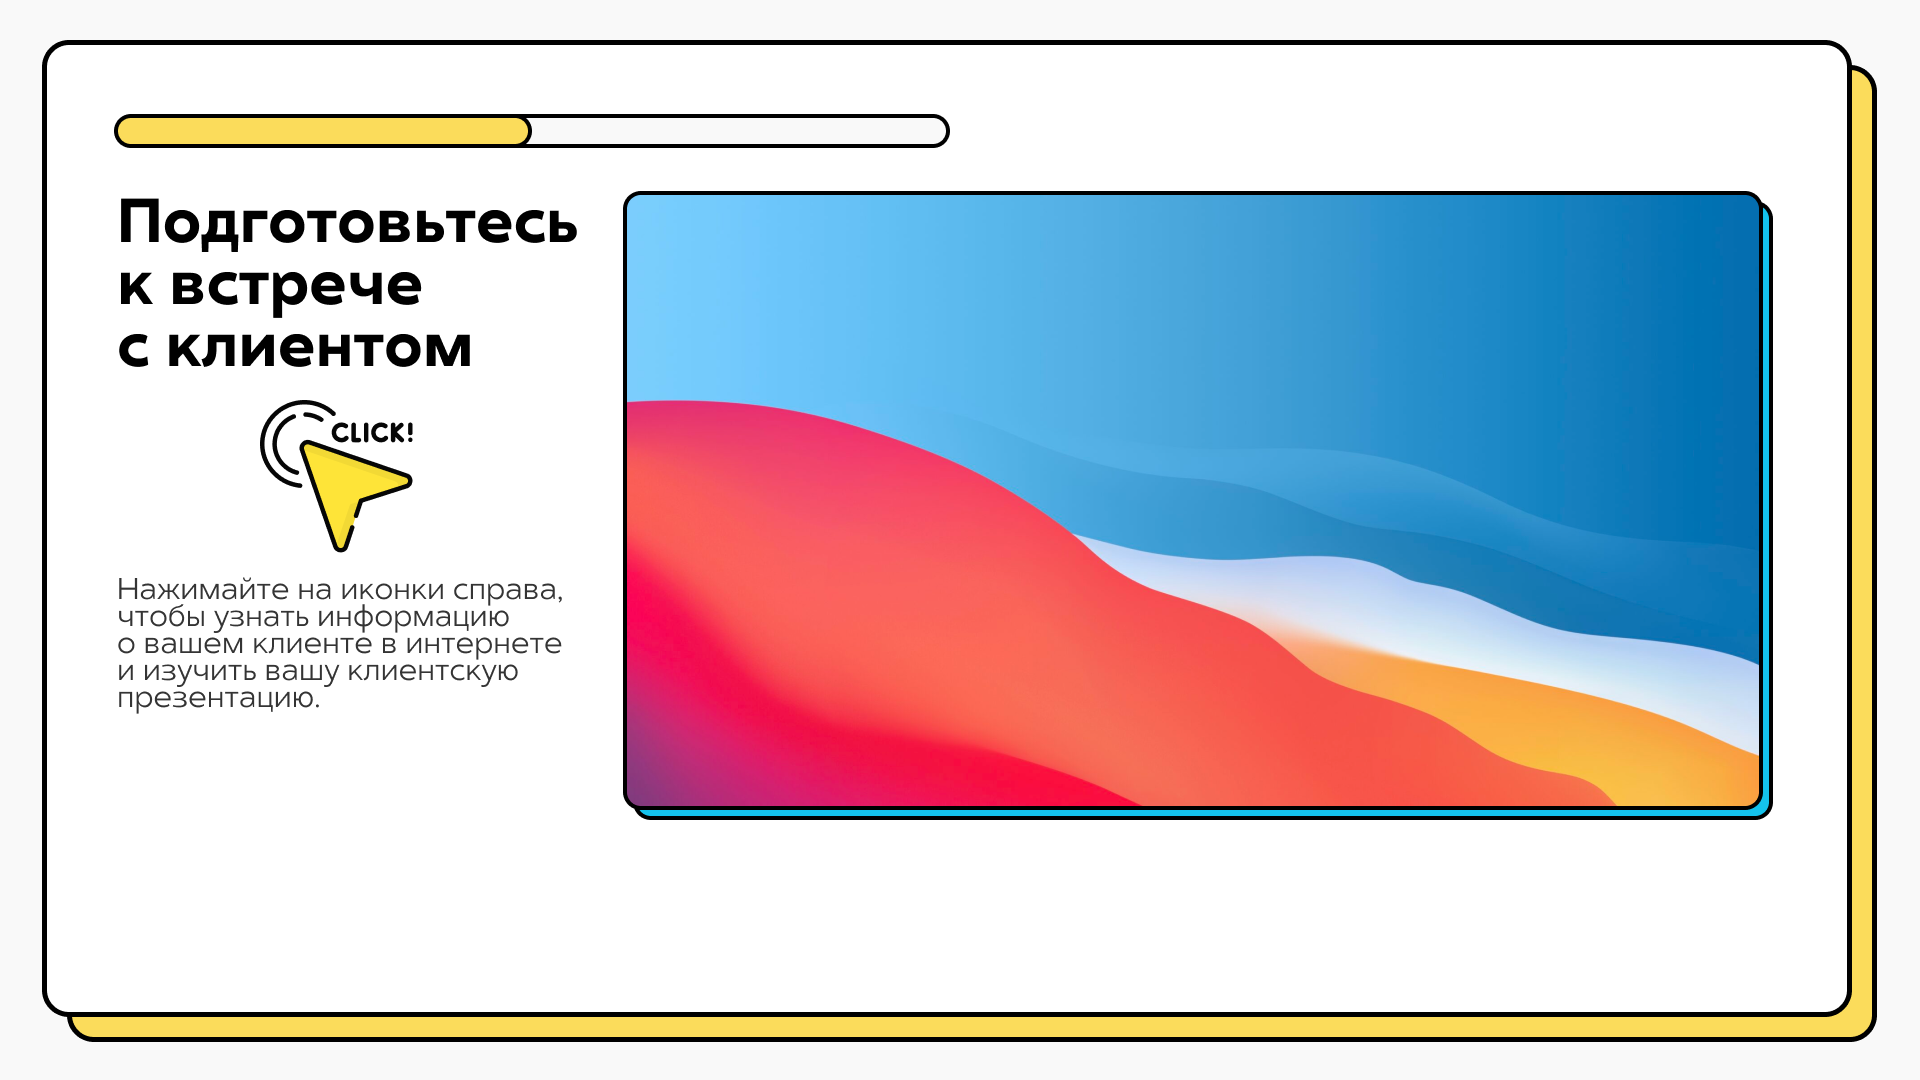 Подготовьтесь
к встрече
с клиентом
CLICK!
Нажимайте на иконки справа,
чтобы узнать информацию
о вашем клиенте в интернете
и изучить вашу клиентскую
презентацию.